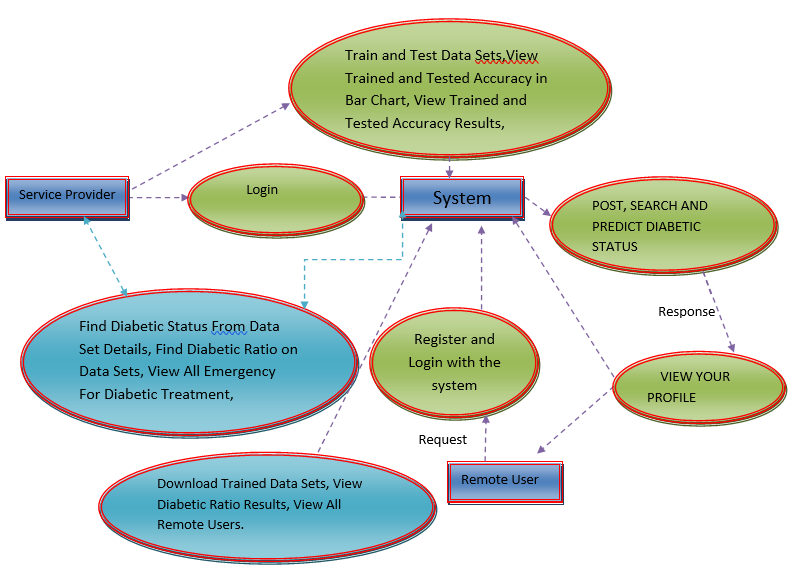 Train and Test Data Sets,View
Trained and Tested Accuracy in
Bar Chart, View Trained and
Tested Accuracy Results,
Service Provider
Login
System
POST, SEARCH AND
PREDICT DIABETIC
STATUS
Response
Find Diabetic Status From Data
Set Details, Find Diabetic Ratio on
Data Sets, View All Emergency
For Diabetic Treatment,
Register and
Login with the
system
VIEW YOUR
PROFILE
Request
Remote User
Download Trained Data Sets, View
Diabetic Ratio Results, View All
Remote Users.